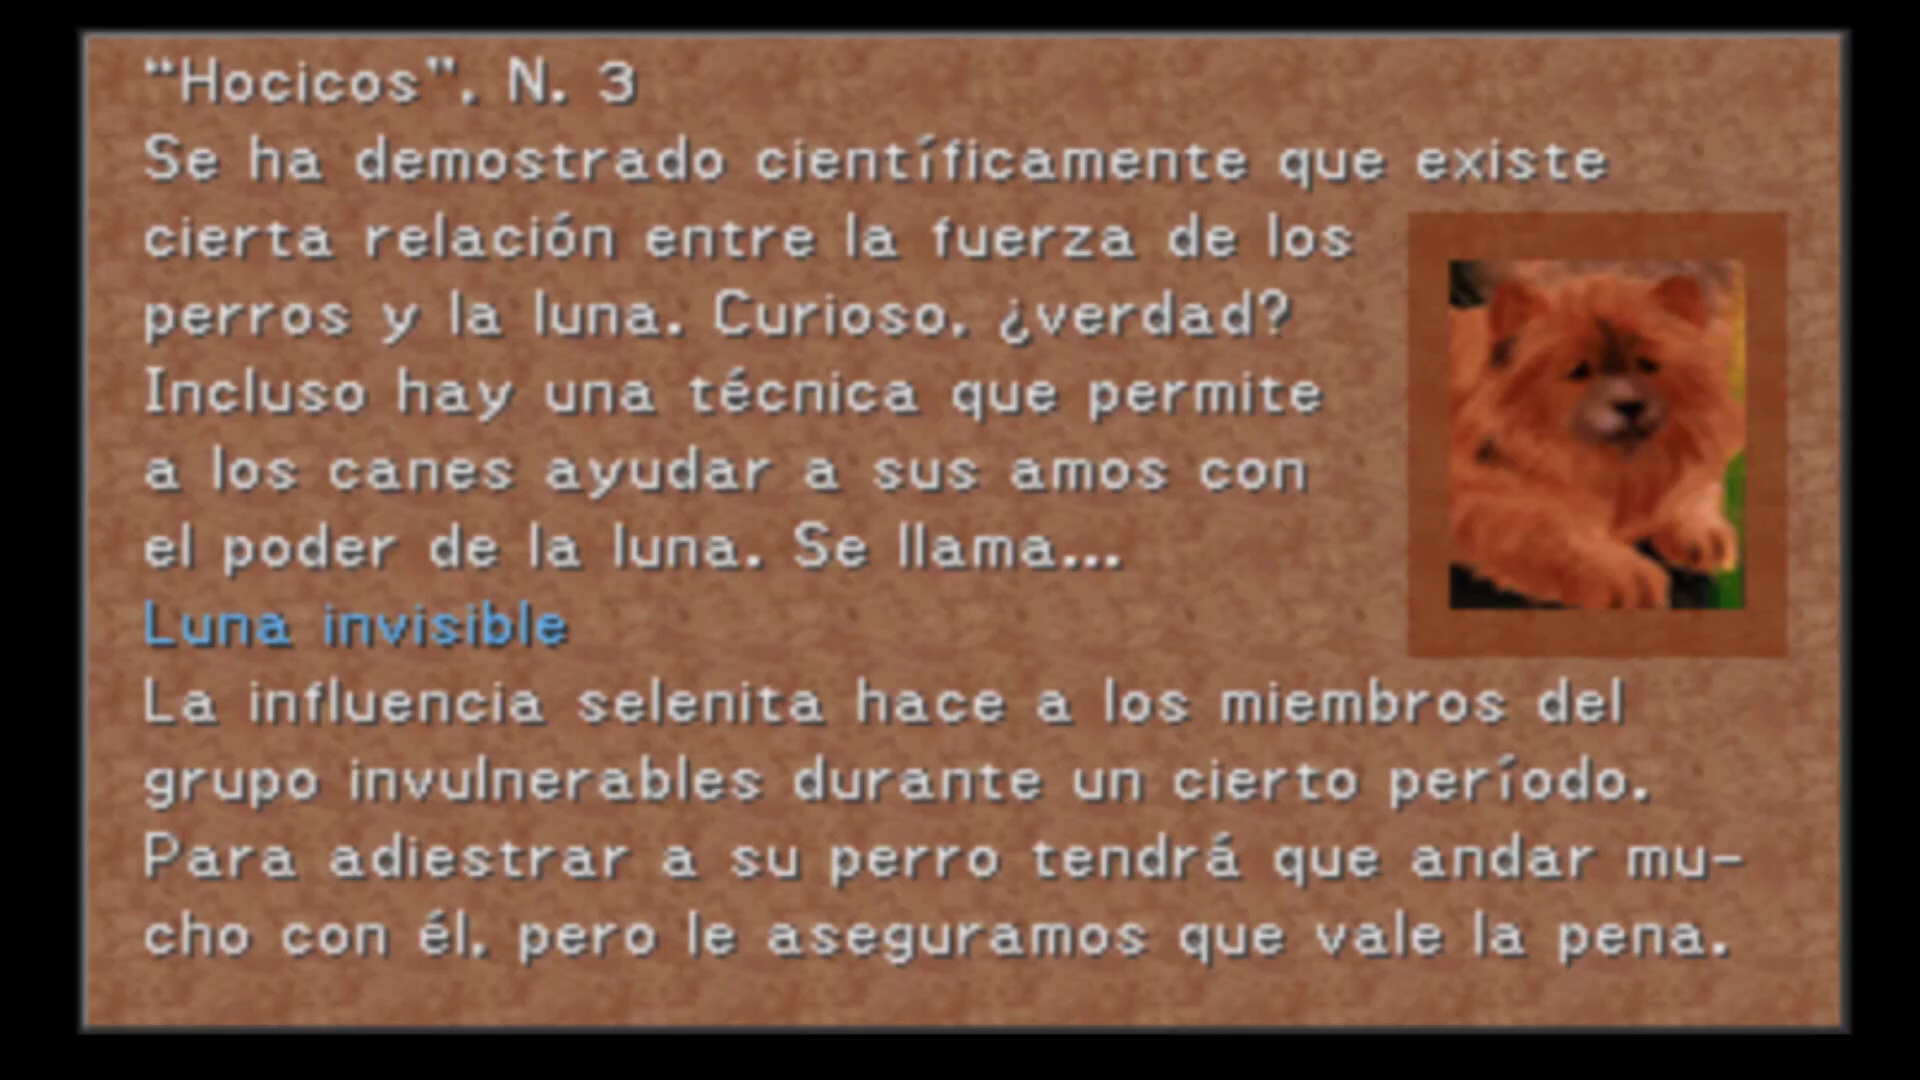 “Hocicos”, N. 3
Se ha demostrado científicamente que existe
cierta relación entre la fuerza de los
perros y la luna. Curioso, ¿verdad?
Incluso hay una técnica que permite
a los canes ayudar a sus amos con
el poder de la luna. Se llama...
Luna invisible
La influencia selenita hace a los miembros del
grupo invulnerables durante un cierto período.
Para adiestrar a su perro tendrá que andar mu-
cho con él, pero le aseguramos que vale la pena.